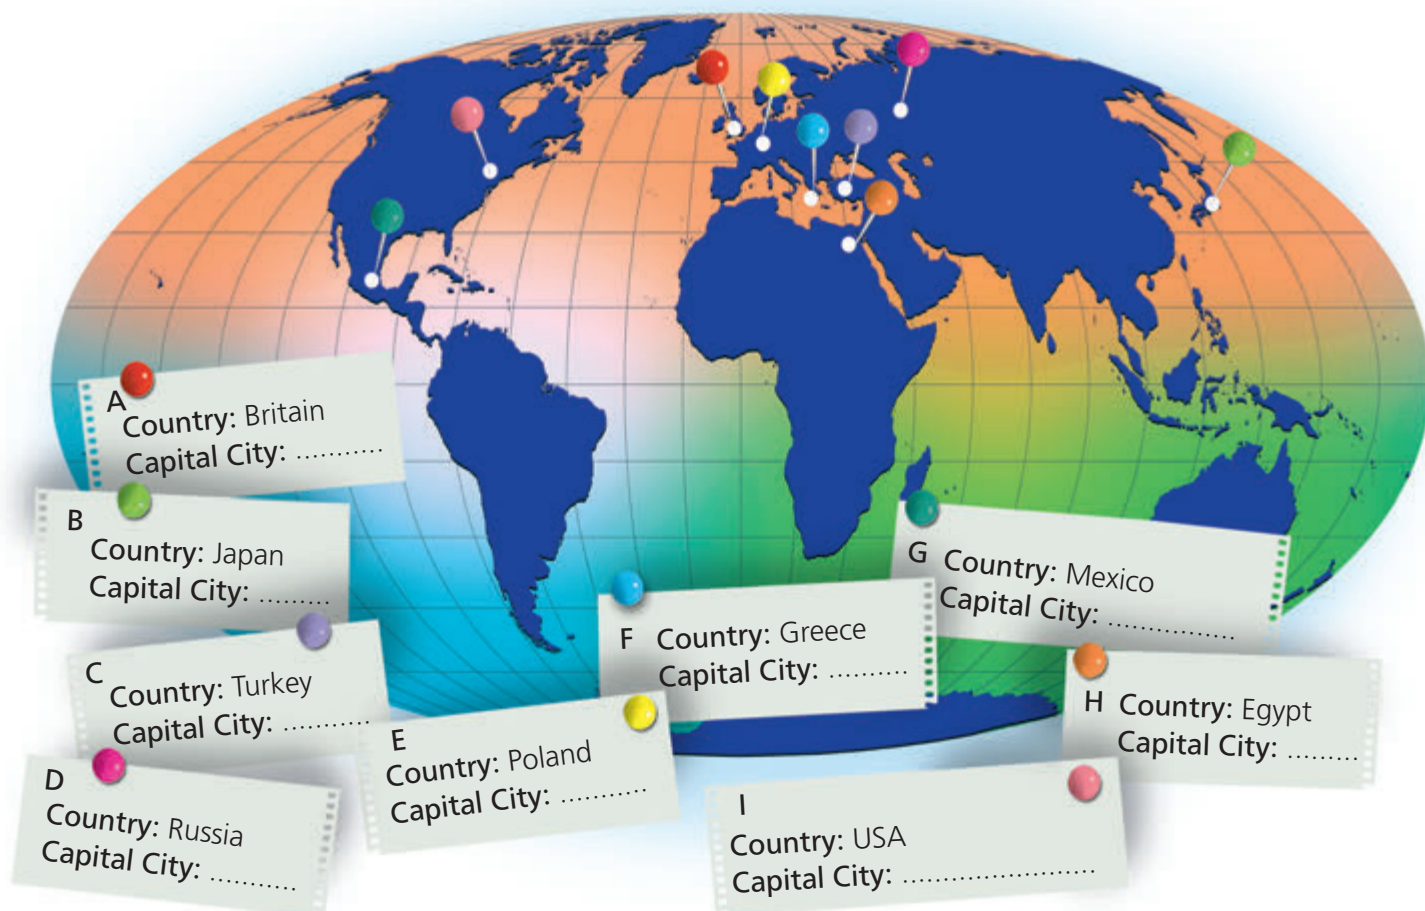 A
Country: Britain
Capital City: ...........
B
Country: Japan
Capital City: .........
C
Country: Turkey
Capital City: ...........
D
Country: Russia
Capital City: ...........
E
Country: Poland
Capital City: ...........
F Country: Greece
Capital City: ..........
G Country: Mexico
Capital City: ................
H Country: Egypt
Capital City: .........
I
Country: USA
Capital City: ........................